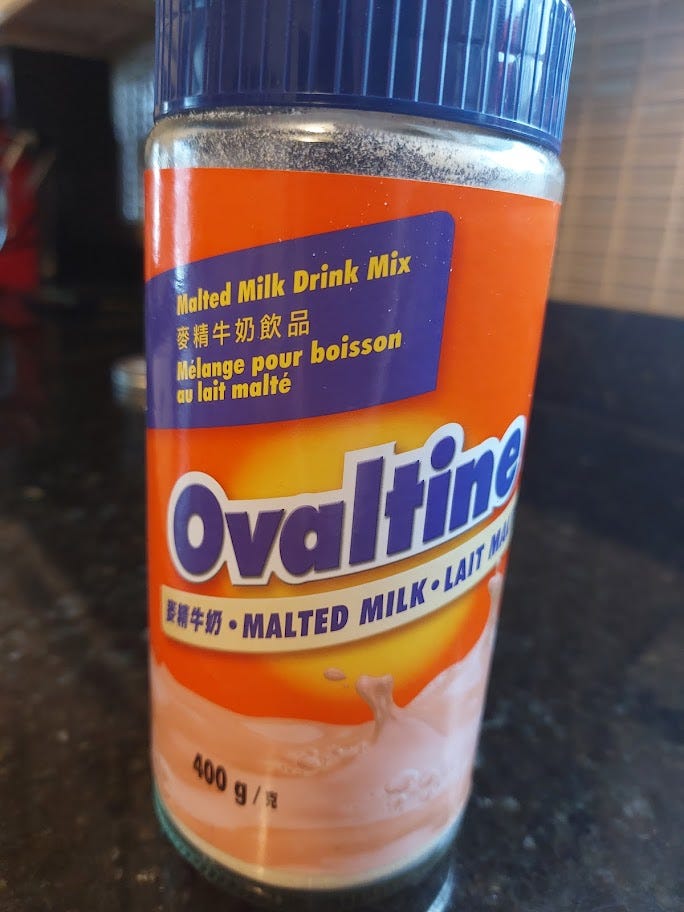 Malted Milk Drink Mix
麥精牛奶飲品
Mélange pour boisson
au lait malté
Ovaltine
麥精牛奶 • MALTED MILK • LAIT
400 g / 克